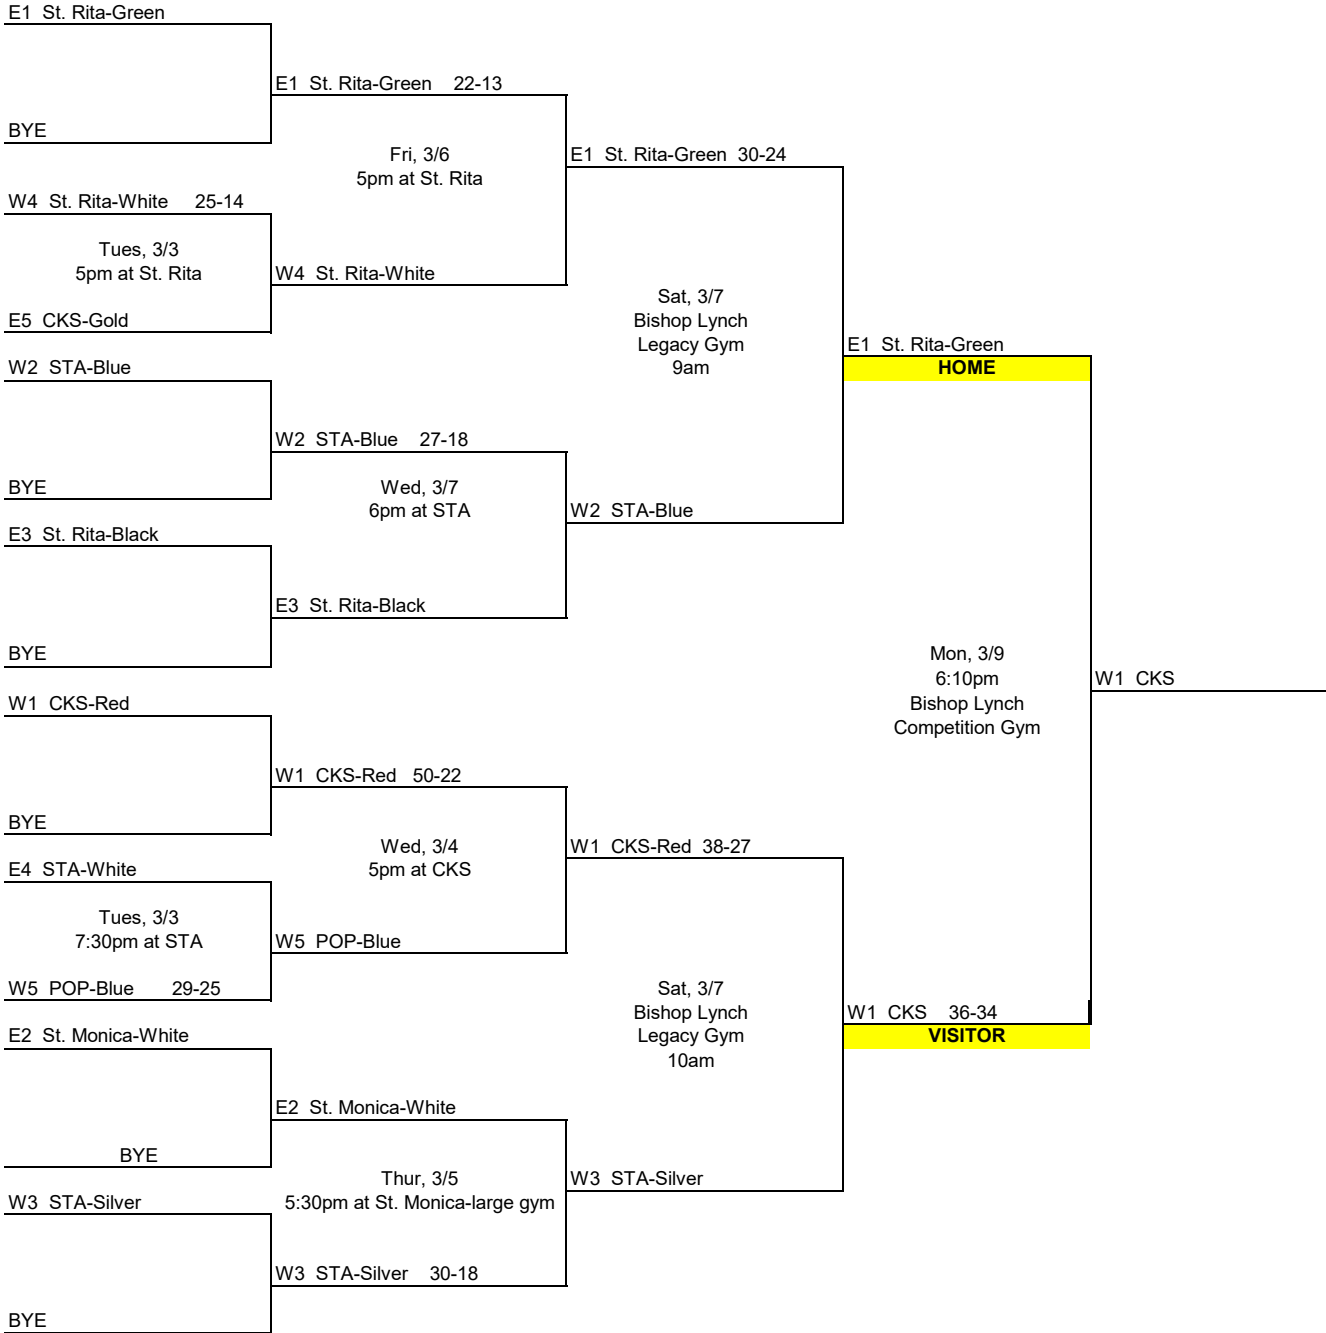 E1 St. Rita-Green
E1 St. Rita-Green 22-13
BYE
Fri, 3/6
5pm at St. Rita
E1 St. Rita-Green 30-24
W4 St. Rita-White 25-14
Tues, 3/3
5pm at St. Rita
W4 St. Rita-White
E5 CKS-Gold
Sat, 3/7
Bishop Lynch
Legacy Gym
9am
E1 St. Rita-Green
HOME
W2 STA-Blue
W2 STA-Blue 27-18
BYE
Wed, 3/7
6pm at STA
W2 STA-Blue
E3 St. Rita-Black
E3 St. Rita-Black
BYE
Mon, 3/9
6:10pm
Bishop Lynch
Competition Gym
W1 CKS
W1 CKS-Red
W1 CKS-Red 50-22
BYE
Wed, 3/4
5pm at CKS
W1 CKS-Red 38-27
E4 STA-White
Tues, 3/3
7:30pm at STA
W5 POP-Blue
W5 POP-Blue 29-25
Sat, 3/7
Bishop Lynch
Legacy Gym
10am
W1 CKS 36-34
VISITOR
E2 St. Monica-White
E2 St. Monica-White
BYE
Thur, 3/5
5:30pm at St. Monica-large gym
W3 STA-Silver
W3 STA-Silver
W3 STA-Silver 30-18
BYE